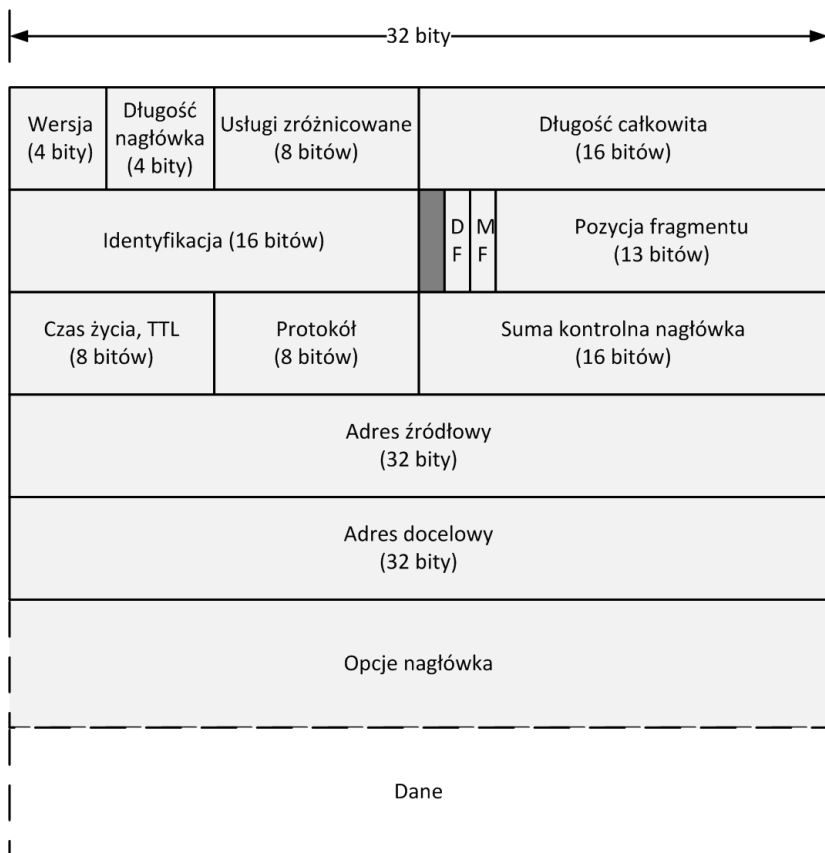 32 bity
Wersja
(4 bity)
Długość
nagłówka
(4 bity)
Usługi zróżnicowane
(8 bitów)
Długość całkowita
(16 bitów)
Identyfikacja (16 bitów)
D
F
M
F
Pozycja fragmentu
(13 bitów)
Czas życia, TTL
(8 bitów)
Protokół
(8 bitów)
Suma kontrolna nagłówka
(16 bitów)
Adres źródłowy
(32 bity)
Adres docelowy
(32 bity)
Opcje nagłówka
Dane